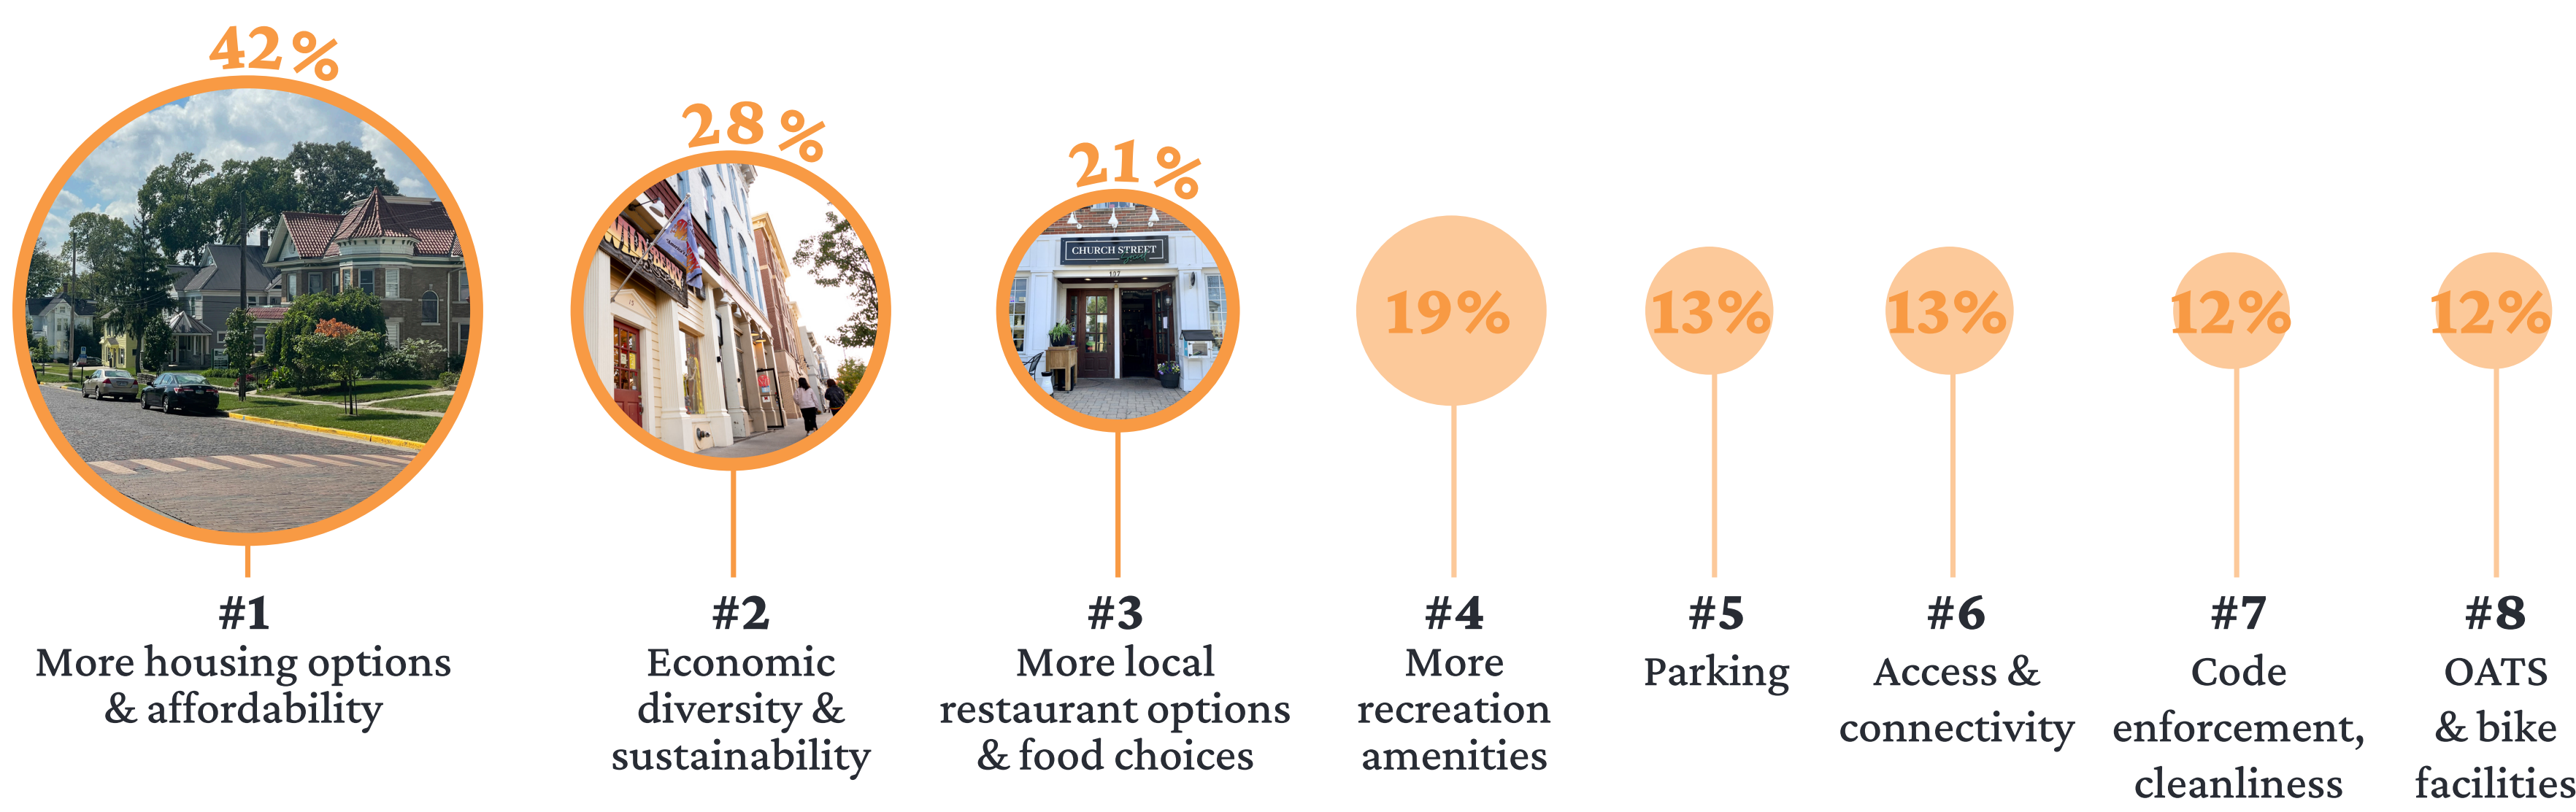 42%
28%
21%
19%
13%
13%
12%
12%
CHURCH STREET
107
#1
More housing options
& affordability
#2
Economic
diversity &
sustainability
#3
More local
restaurant options
& food choices
#4
More
recreation
amenities
#5
Parking
#6
Access &
connectivity
#7
Code
enforcement,
cleanliness
#8
OATS
& bike
facilities